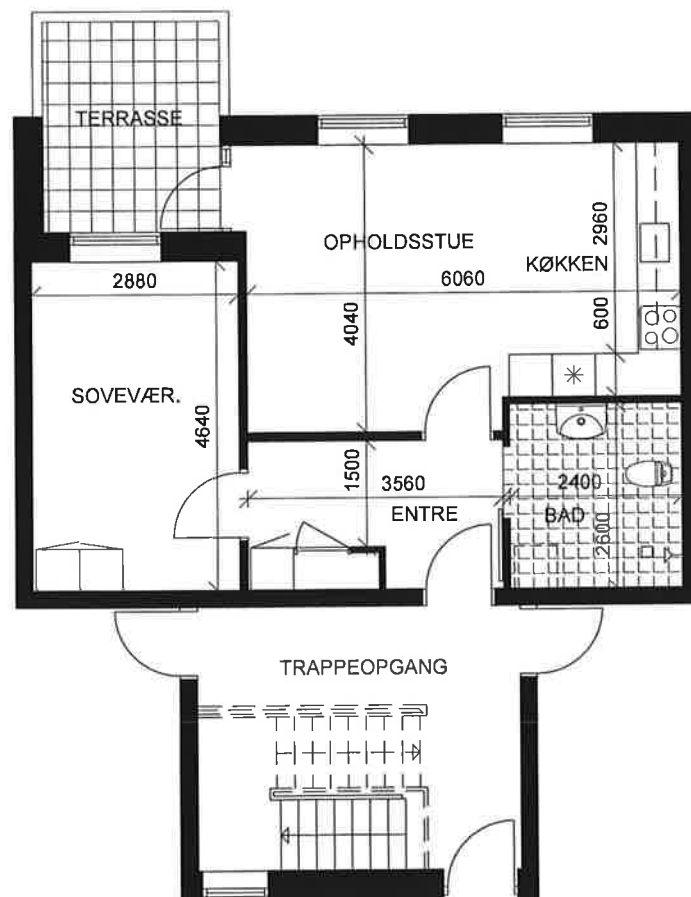 TERRASSE
OPHOLDSSTUE
2960
KØKKEN
2880
6060
4040
600
SOVEVÆR.
4640
1500
3560
2400
ENTRE
BAD
2600
TRAPPEOPGANG